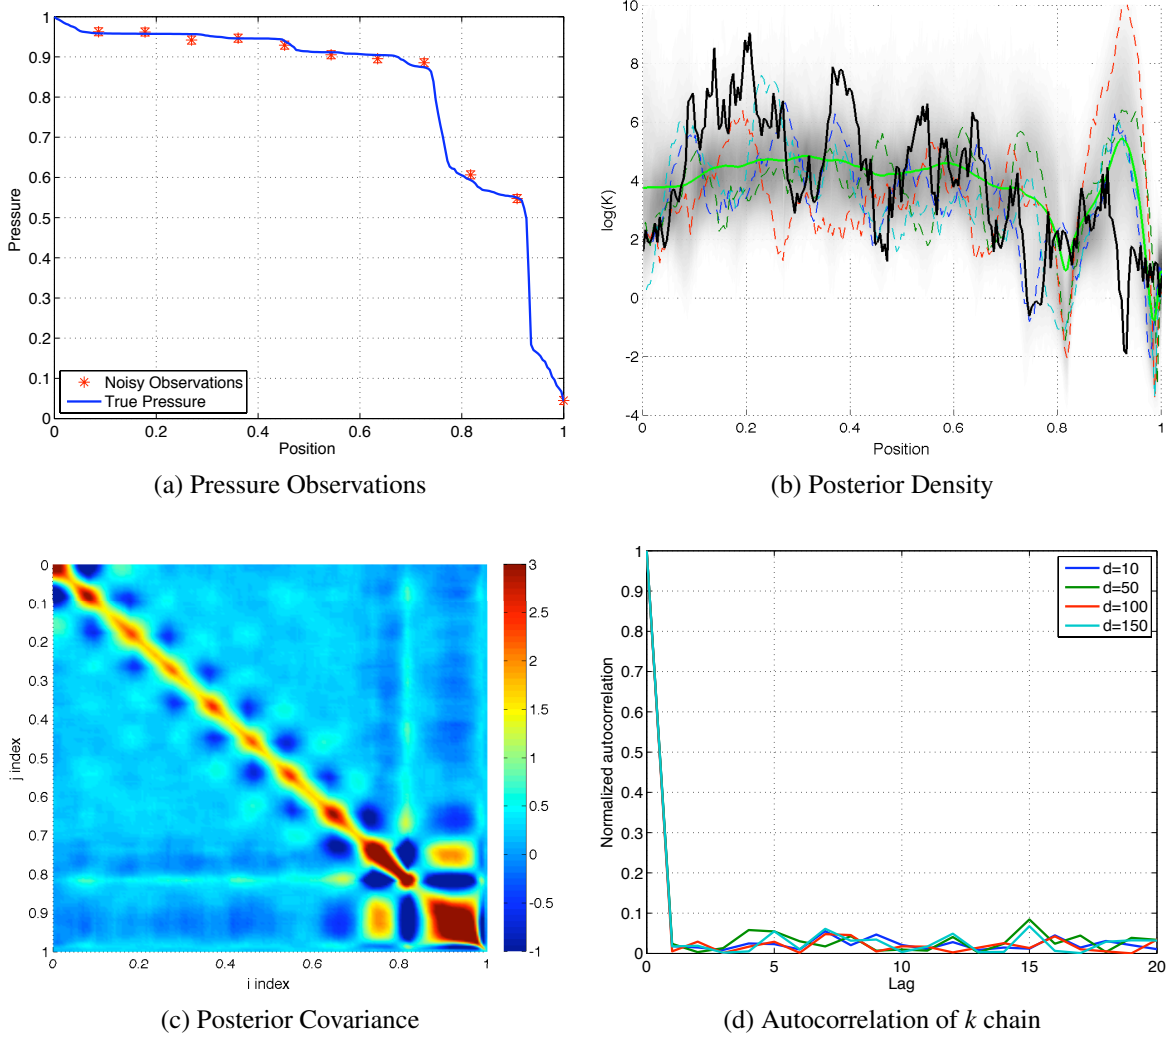 1
0.9
0.8
0.7
0.6
0.5
0.4
0.3
0.2
0.1
0
Pressure
Noisy Observations
True Pressure
0 0.2 0.4 0.6 0.8 1
Position
(a) Pressure Observations
10
8
6
4
2
0
-2
-4
log(K)
0 0.2 0.4 0.6 0.8 1
Position
(b) Posterior Density
0
0.1
0.2
0.3
0.4
0.5
0.6
0.7
0.8
0.9
1
j index
0 0.2 0.4 0.6 0.8 1
i index
3
2.5
2
1.5
1
0.5
0
-0.5
-1
(c) Posterior Covariance
1
0.9
0.8
0.7
0.6
0.5
0.4
0.3
0.2
0.1
0
Normalized autocorrelation
d=10
d=50
d=100
d=150
0 5 10 15 20
Lag
(d) Autocorrelation of k chain